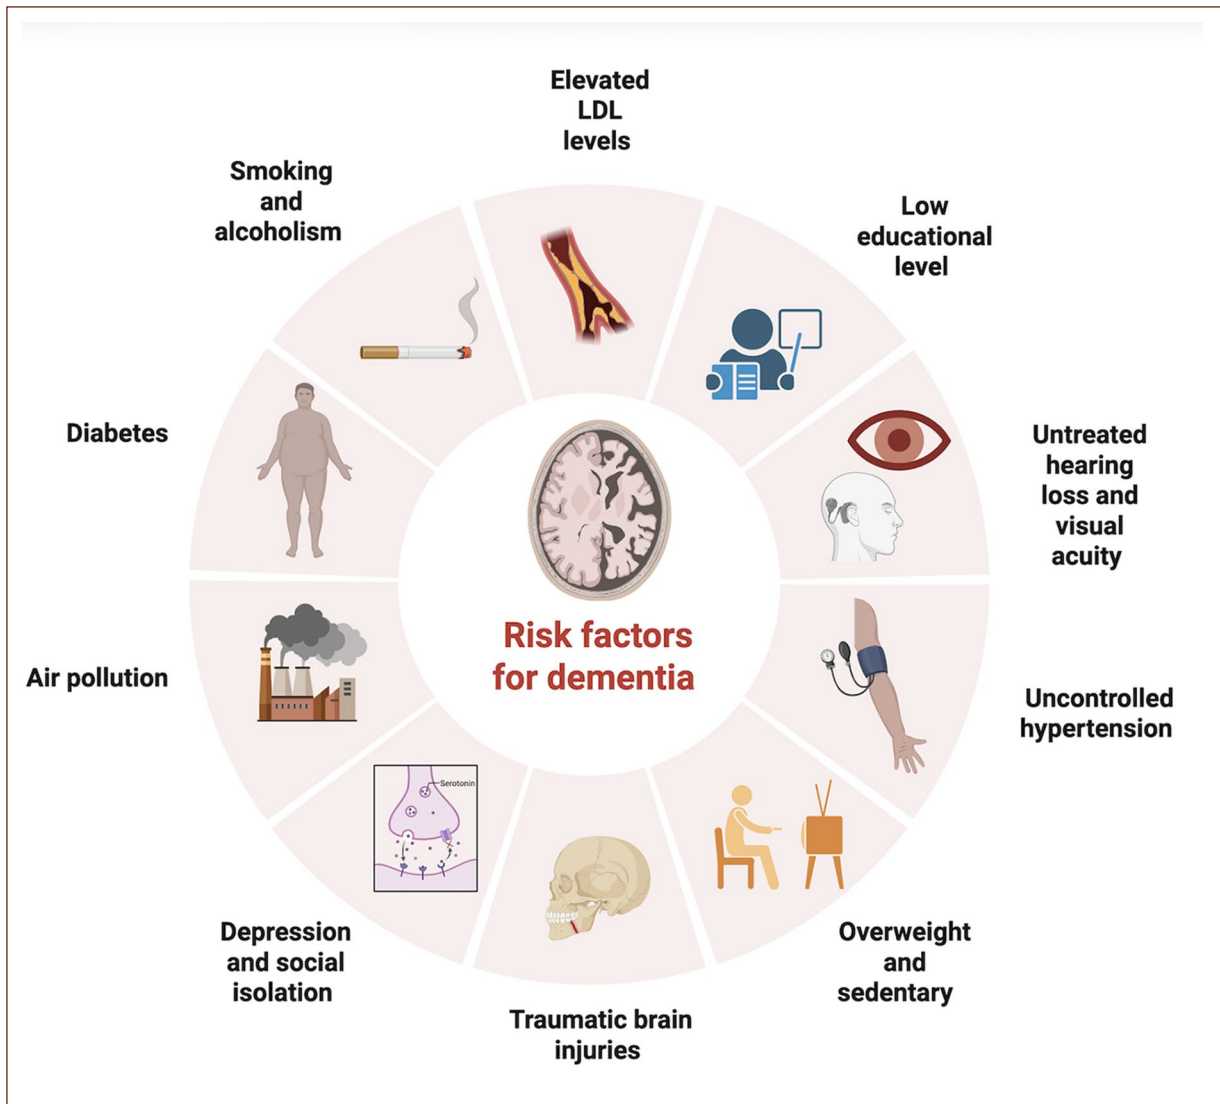 Elevated
LDL
levels
Low
educational
level
Untreated
hearing
loss and
visual
acuity
Uncontrolled
hypertension
Overweight
and
sedentary
Traumatic brain
injuries
Depression
and social
isolation
Air pollution
Diabetes
Smoking
and
alcoholism
Risk factors
for dementia
Serotonin